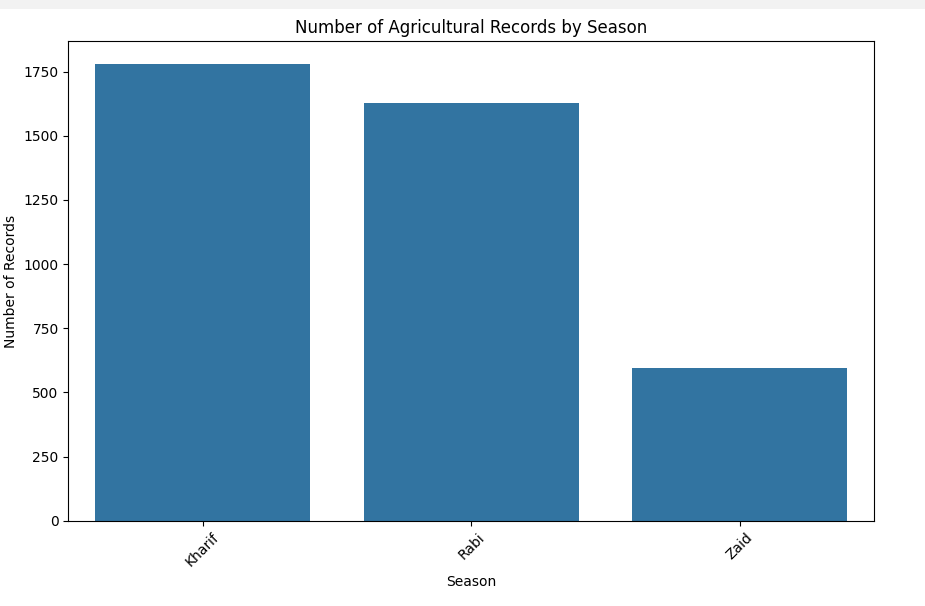 Number of Agricultural Records by Season
Number of Records
1750
1500
1250
1000
750
500
250
0
Kharif
Rabi
Zaid
Season